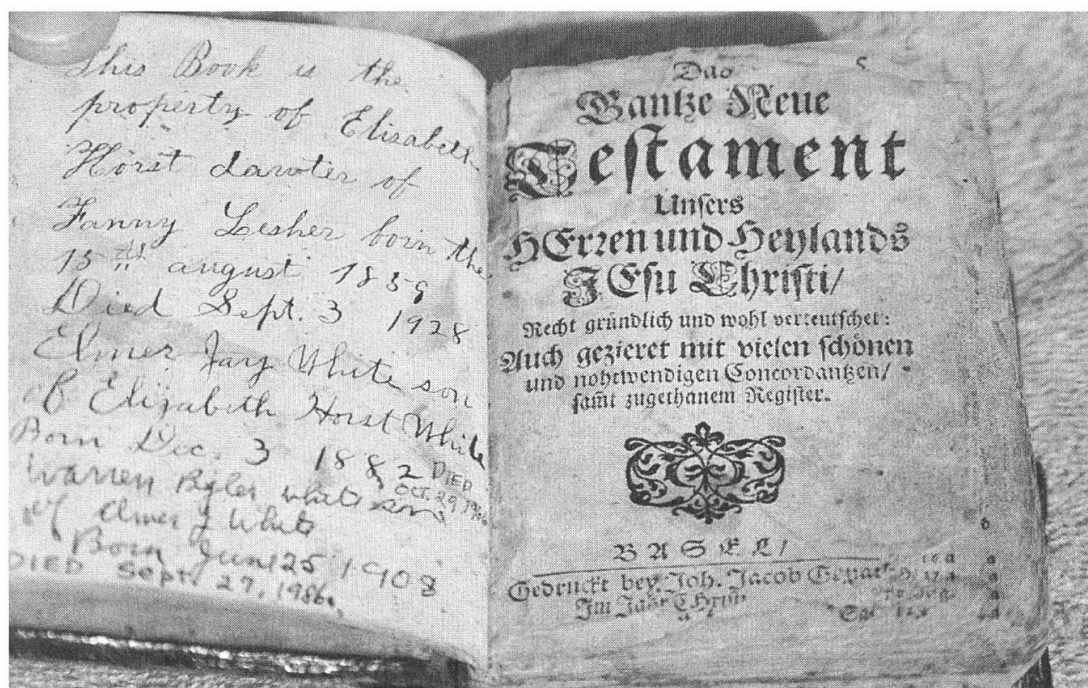 This Book is the
property of Elisabeth
Horst dawter of
Fanny Lesher born the
15th august 1859
Died Sept. 3 1928
Elmer Jay White son
of Elizabeth Horst White
Born Dec. 3 1882 DIED
OCT. 29,
Warren White son
of Elmer J White
Born Jun 25 1908
DIED Sept. 27, 1986.
Das
Gantze Neue
Testament
Unsers
HErren und Heylands
JEsu Christi/
Recht gründlich und wohl verteutschet:
Auch gezieret mit vielen schönen
und nohtwendigen Concordantzen/
samt zugethanem Register.
BASEL/
Gedruckt bey Joh. Jacob
Im Jahr Christi